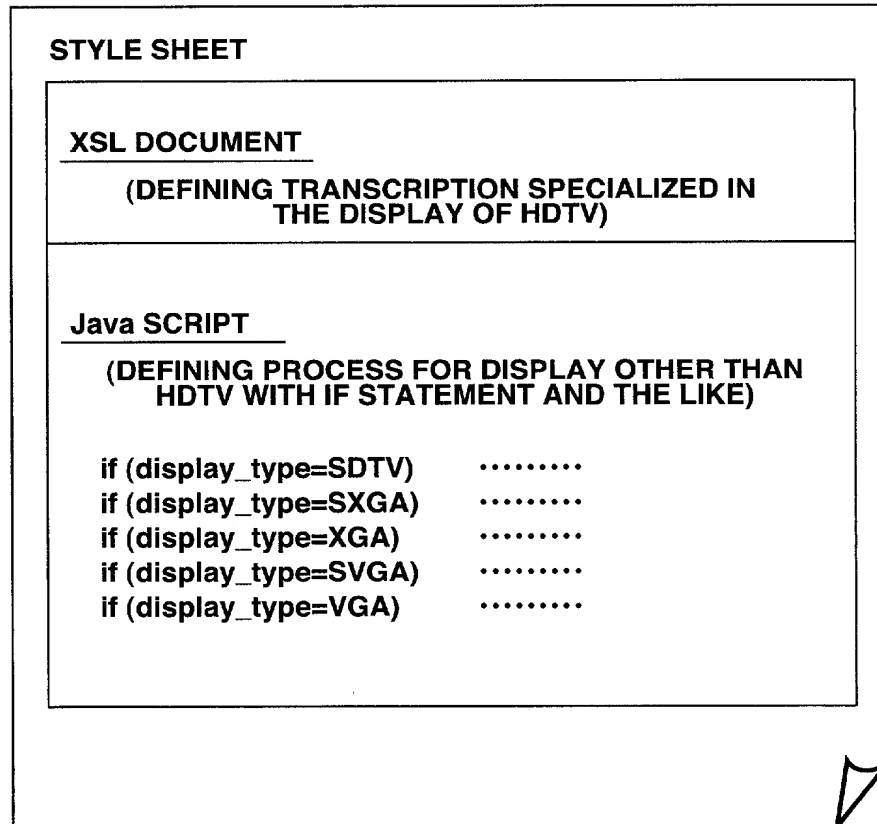 STYLE SHEET
XSL DOCUMENT
(DEFINING TRANSCRIPTION SPECIALIZED IN
THE DISPLAY OF HDTV)
Java SCRIPT
(DEFINING PROCESS FOR DISPLAY OTHER THAN
HDTV WITH IF STATEMENT AND THE LIKE)
if (display_type=SDTV) ·········
if (display_type=SXGA) ·········
if (display_type=XGA) ·········
if (display_type=SVGA) ·········
if (display_type=VGA) ·········